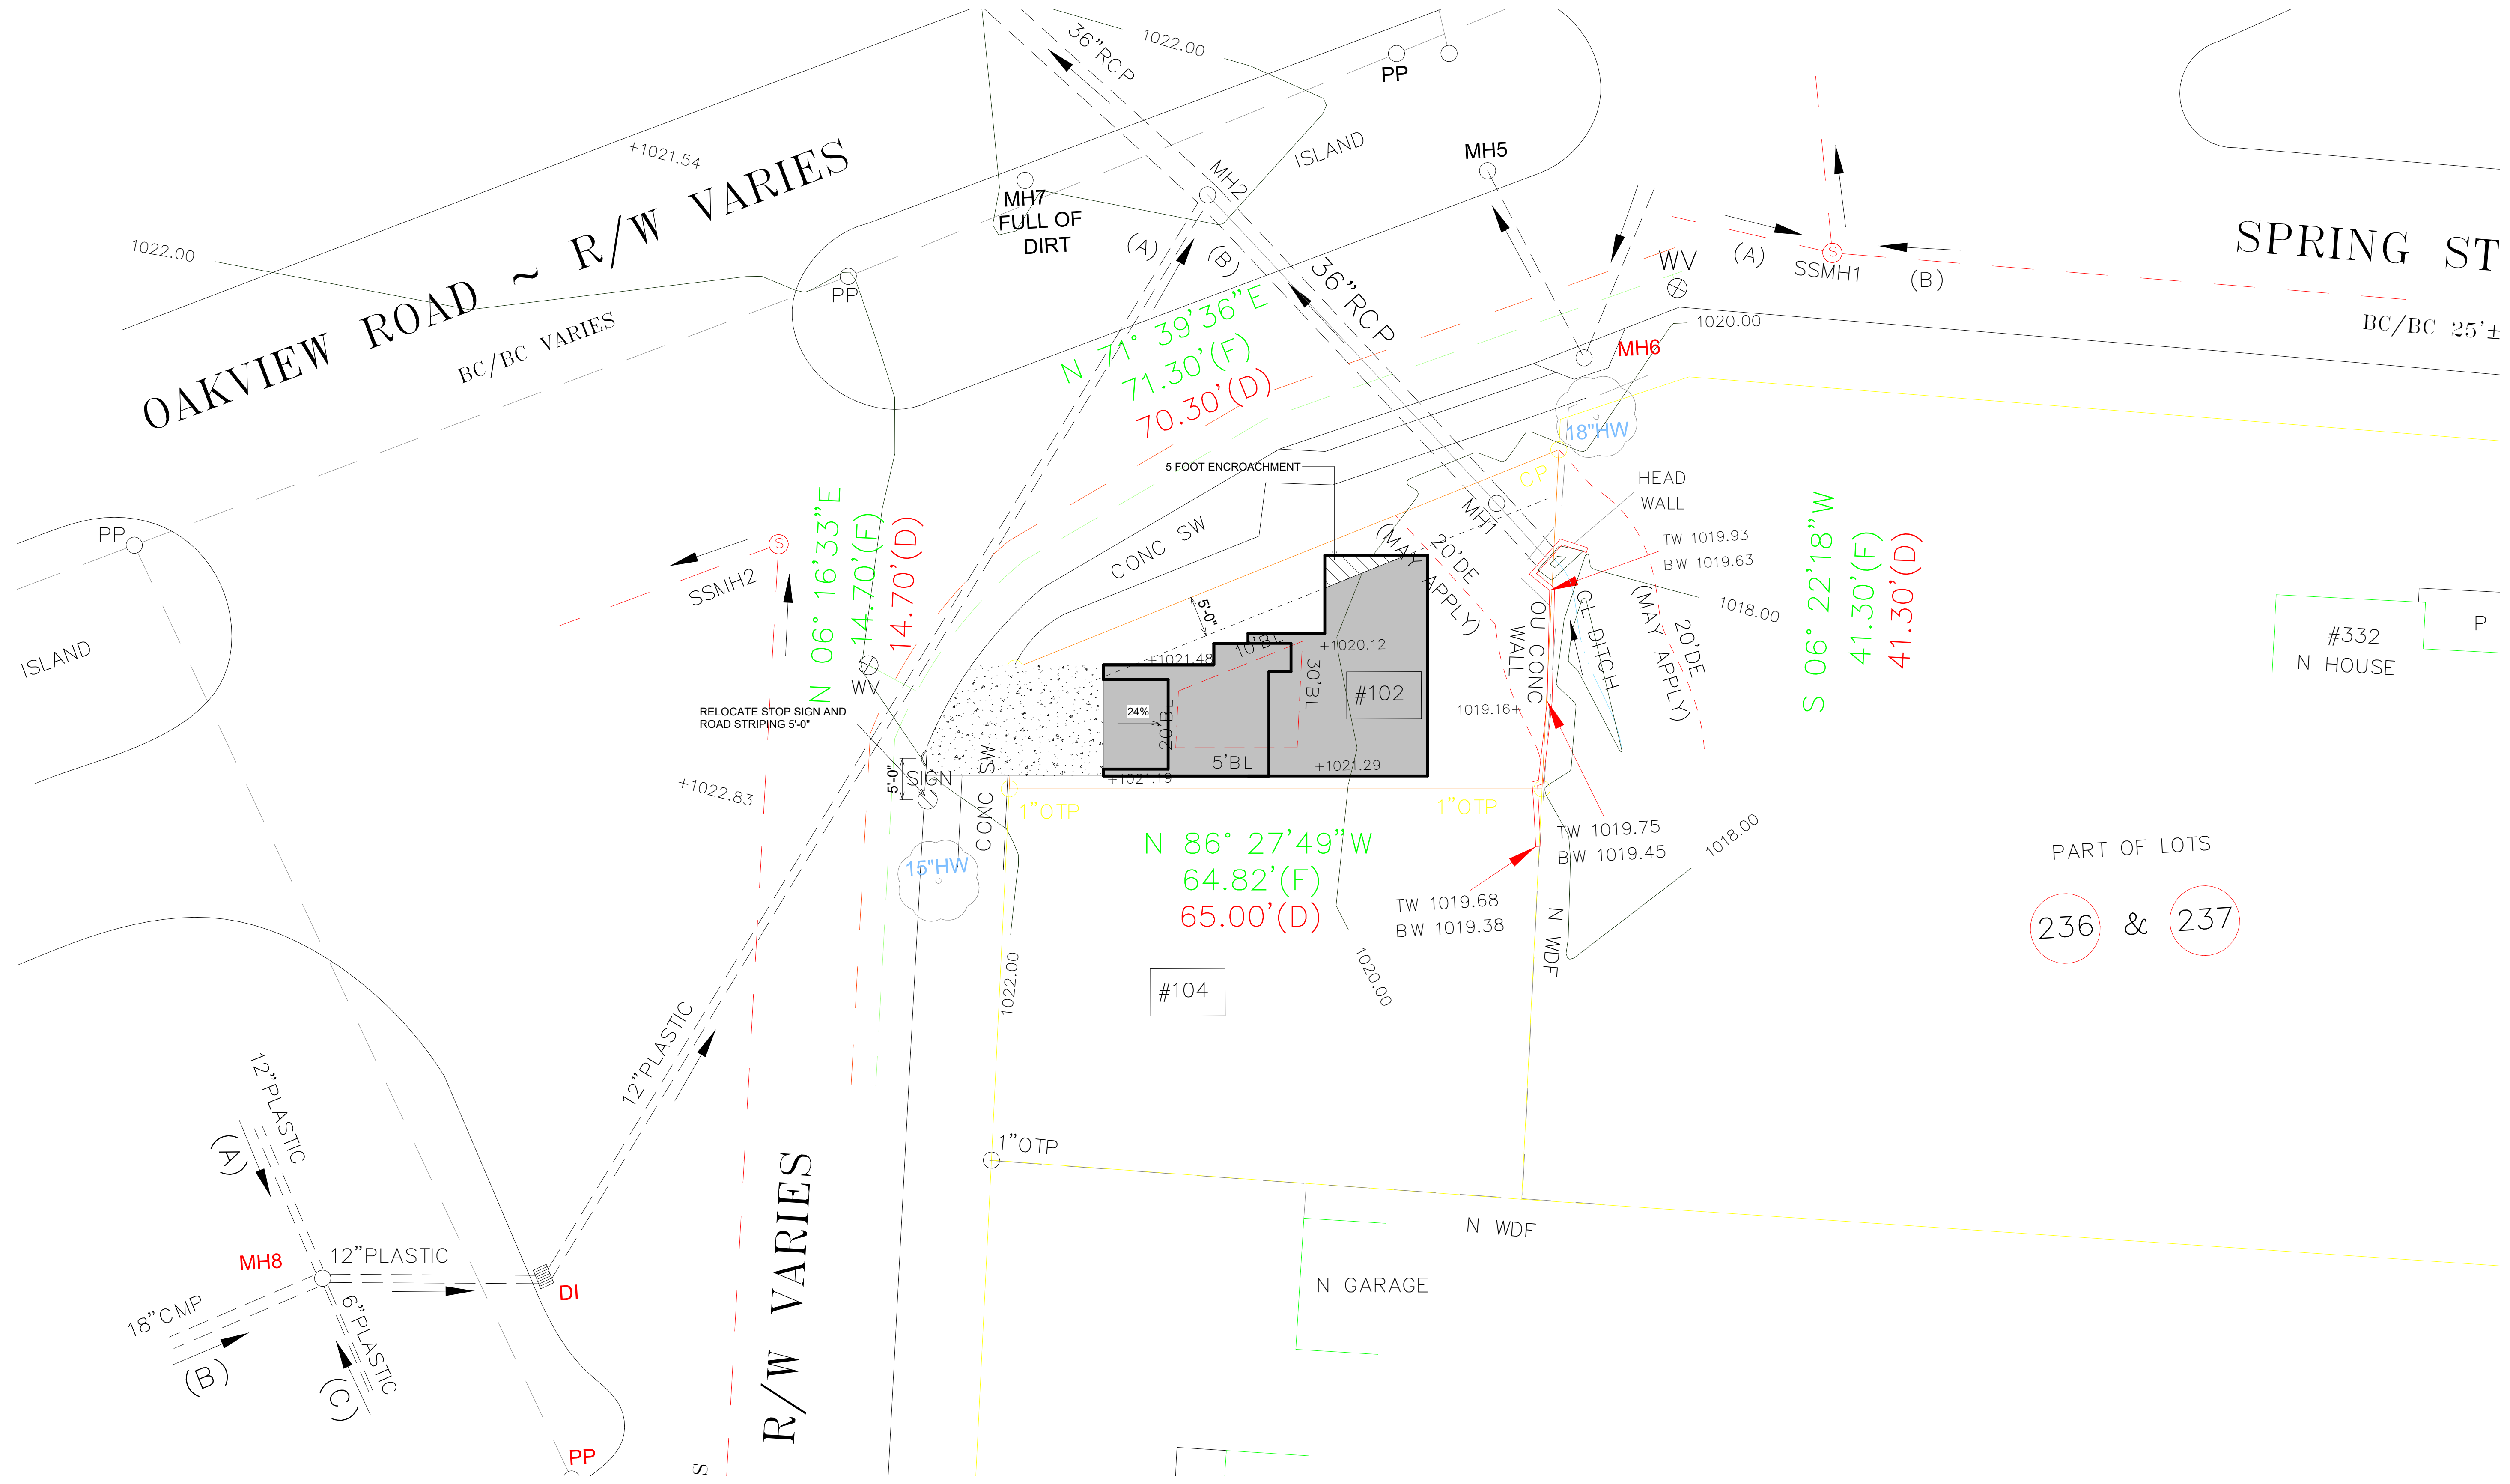 36"RCP
1022.00
PP
+1021.54
OAKVIEW ROAD ~ R/W VARIES
BC/BC VARIES
1022.00
MH7
FULL OF
DIRT
MH2
ISLAND
MH5
(A)
(B)
PP
36"RCP
N 71° 39'36"E
71.30'(F)
70.30'(D)
WV
(A)
SSMH1
(B)
SPRING ST
BC/BC 25'±
1020.00
MH6
18"HW
5 FOOT ENCROACHMENT
CP
HEAD
WALL
MH1
TW 1019.93
BW 1019.63
20'DE
(MAY APPLY)
CONC SW
PP
ISLAND
SSMH2
N 06° 16'33"E
14.70'(F)
14.70'(D)
WV
RELOCATE STOP SIGN AND
ROAD STRIPING 5'-0"
5'-0"
SIGN
5'-0"
+1021.48
10'BL
+1020.12
30'BL
#102
24%
20'BL
5'BL
+1021.29
+1021.19
1019.16+
OU CONC
WALL
CL DITCH
1018.00
20'DE
(MAY APPLY)
S 06° 22'18"W
41.30'(F)
41.30'(D)
#332
N HOUSE
P
+1022.83
CONC SW
1"OTP
1"OTP
N 86° 27'49"W
64.82'(F)
65.00'(D)
TW 1019.75
BW 1019.45
1018.00
TW 1019.68
BW 1019.38
N WDF
PART OF LOTS
236 & 237
15"HW
1022.00
#104
1020.00
12"PLASTIC
12"PLASTIC
(A)
1"OTP
N WDF
N GARAGE
MH8
12"PLASTIC
DI
18"CMP
(B)
6"PLASTIC
(C)
PP
R/W VARIES
S